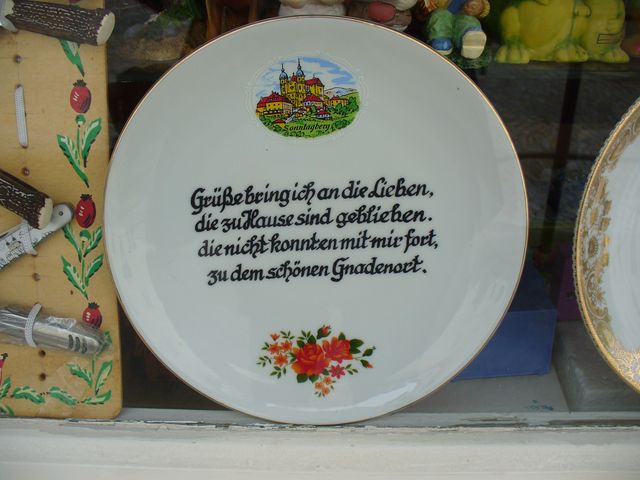 Sonntagberg
Grüße bring ich an die Lieben,
die zu Hause sind geblieben.
die nicht konnten mit mir fort,
zu dem schönen Gnadenort.